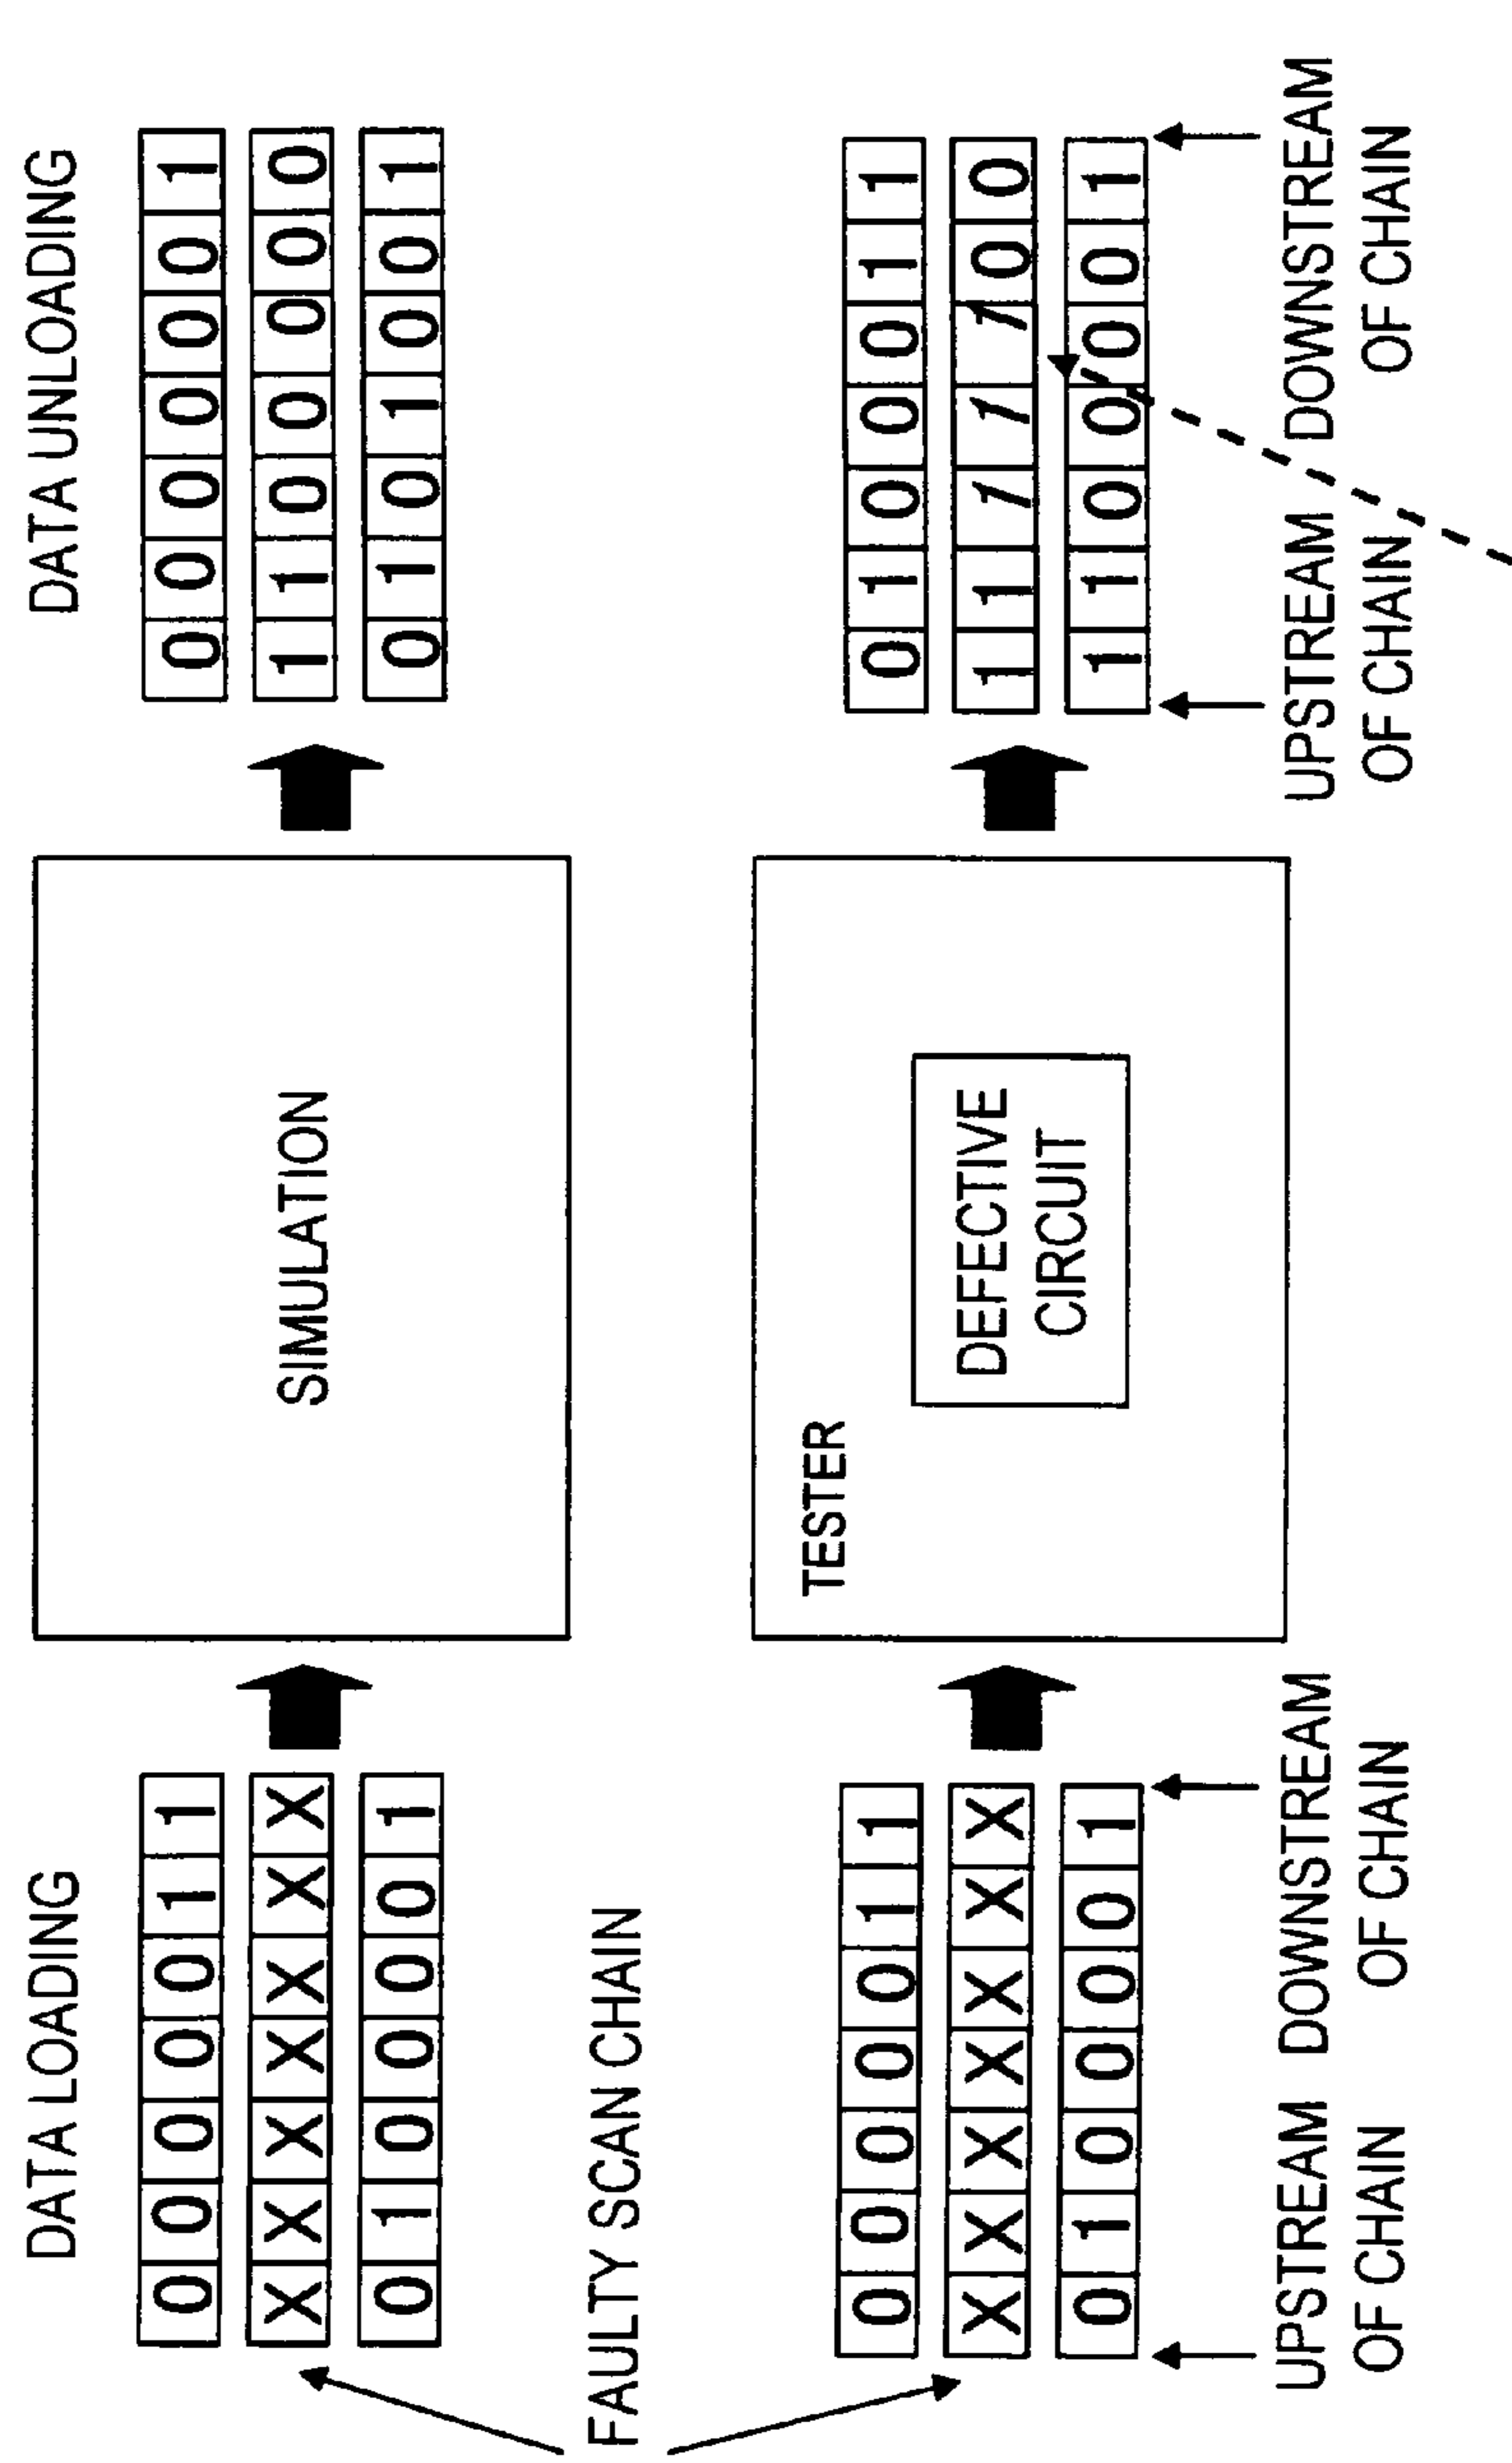 DATA LOADING
DATA UNLOADING
0 0 0 0 0 1 1
X X X X X X X
0 1 0 0 0 0 1
SIMULATION
0 0 0 0 0 0 1
1 1 0 0 0 0 0
0 1 0 1 0 0 1
FAULTY SCAN CHAIN
0 0 0 0 0 1 1
X X X X X X X
0 1 0 0 0 0 1
TESTER
DEFECTIVE
CIRCUIT
0 1 0 0 0 1 1
1 1 1 1 1 0 0
1 1 0 0 0 0 1
UPSTREAM
OF CHAIN
DOWNSTREAM
OF CHAIN
UPSTREAM
OF CHAIN
DOWNSTREAM
OF CHAIN